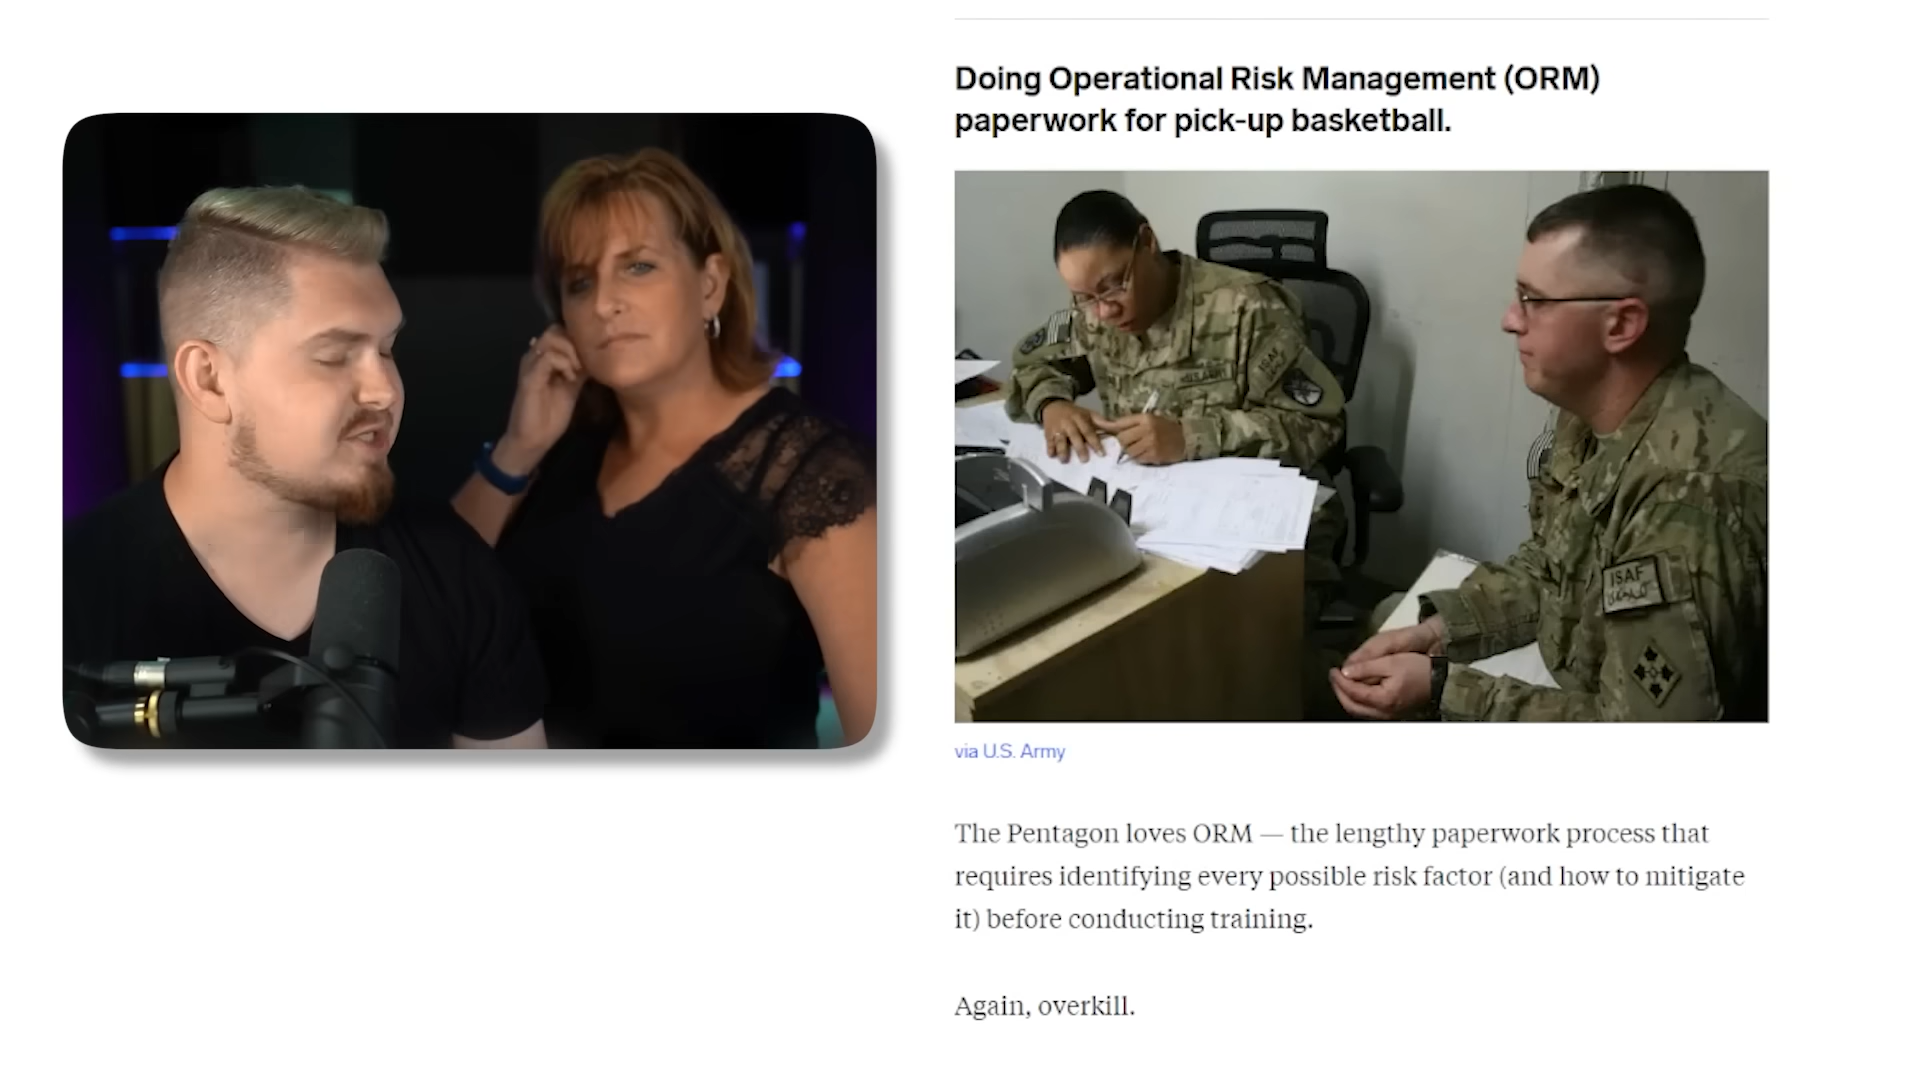 Doing Operational Risk Management (ORM)
paperwork for pick-up basketball.
ISAF
via U.S. Army
The Pentagon loves ORM — the lengthy paperwork process that
requires identifying every possible risk factor (and how to mitigate
it) before conducting training.
Again, overkill.